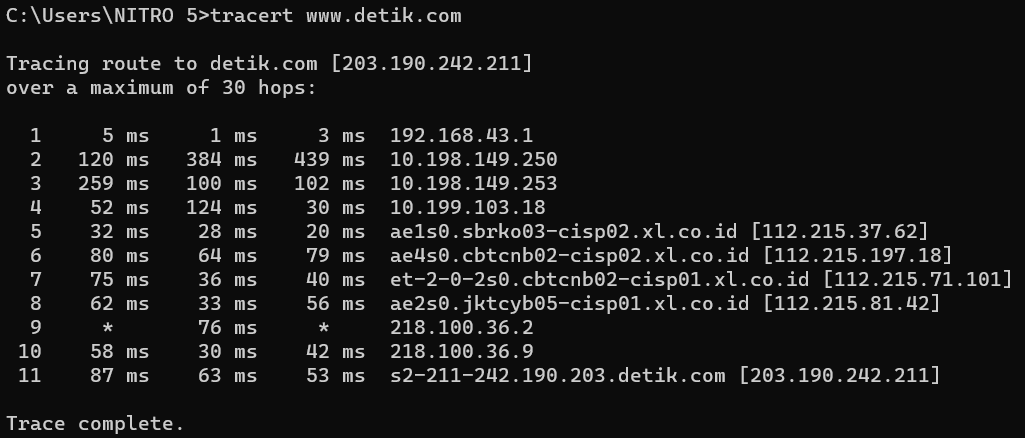 C:\Users\NITRO 5>tracert www.detik.com
Tracing route to detik.com [203.190.242.211]
over a maximum of 30 hops:
1 5 ms 1 ms 3 ms 192.168.43.1
2 120 ms 384 ms 439 ms 10.198.149.250
3 259 ms 100 ms 102 ms 10.198.149.253
4 52 ms 124 ms 30 ms 10.199.103.18
5 32 ms 28 ms 20 ms ae1s0.sbrko03-cisp02.xl.co.id [112.215.37.62]
6 80 ms 64 ms 79 ms ae4s0.cbtcnb02-cisp02.xl.co.id [112.215.197.18]
7 75 ms 36 ms 40 ms et-2-0-2s0.cbtcnb02-cisp01.xl.co.id [112.215.71.101]
8 62 ms 33 ms 56 ms ae2s0.jktcyb05-cisp01.xl.co.id [112.215.81.42]
9 * 76 ms * 218.100.36.2
10 58 ms 30 ms 42 ms 218.100.36.9
11 87 ms 63 ms 53 ms s2-211-242.190.203.detik.com [203.190.242.211]
Trace complete.